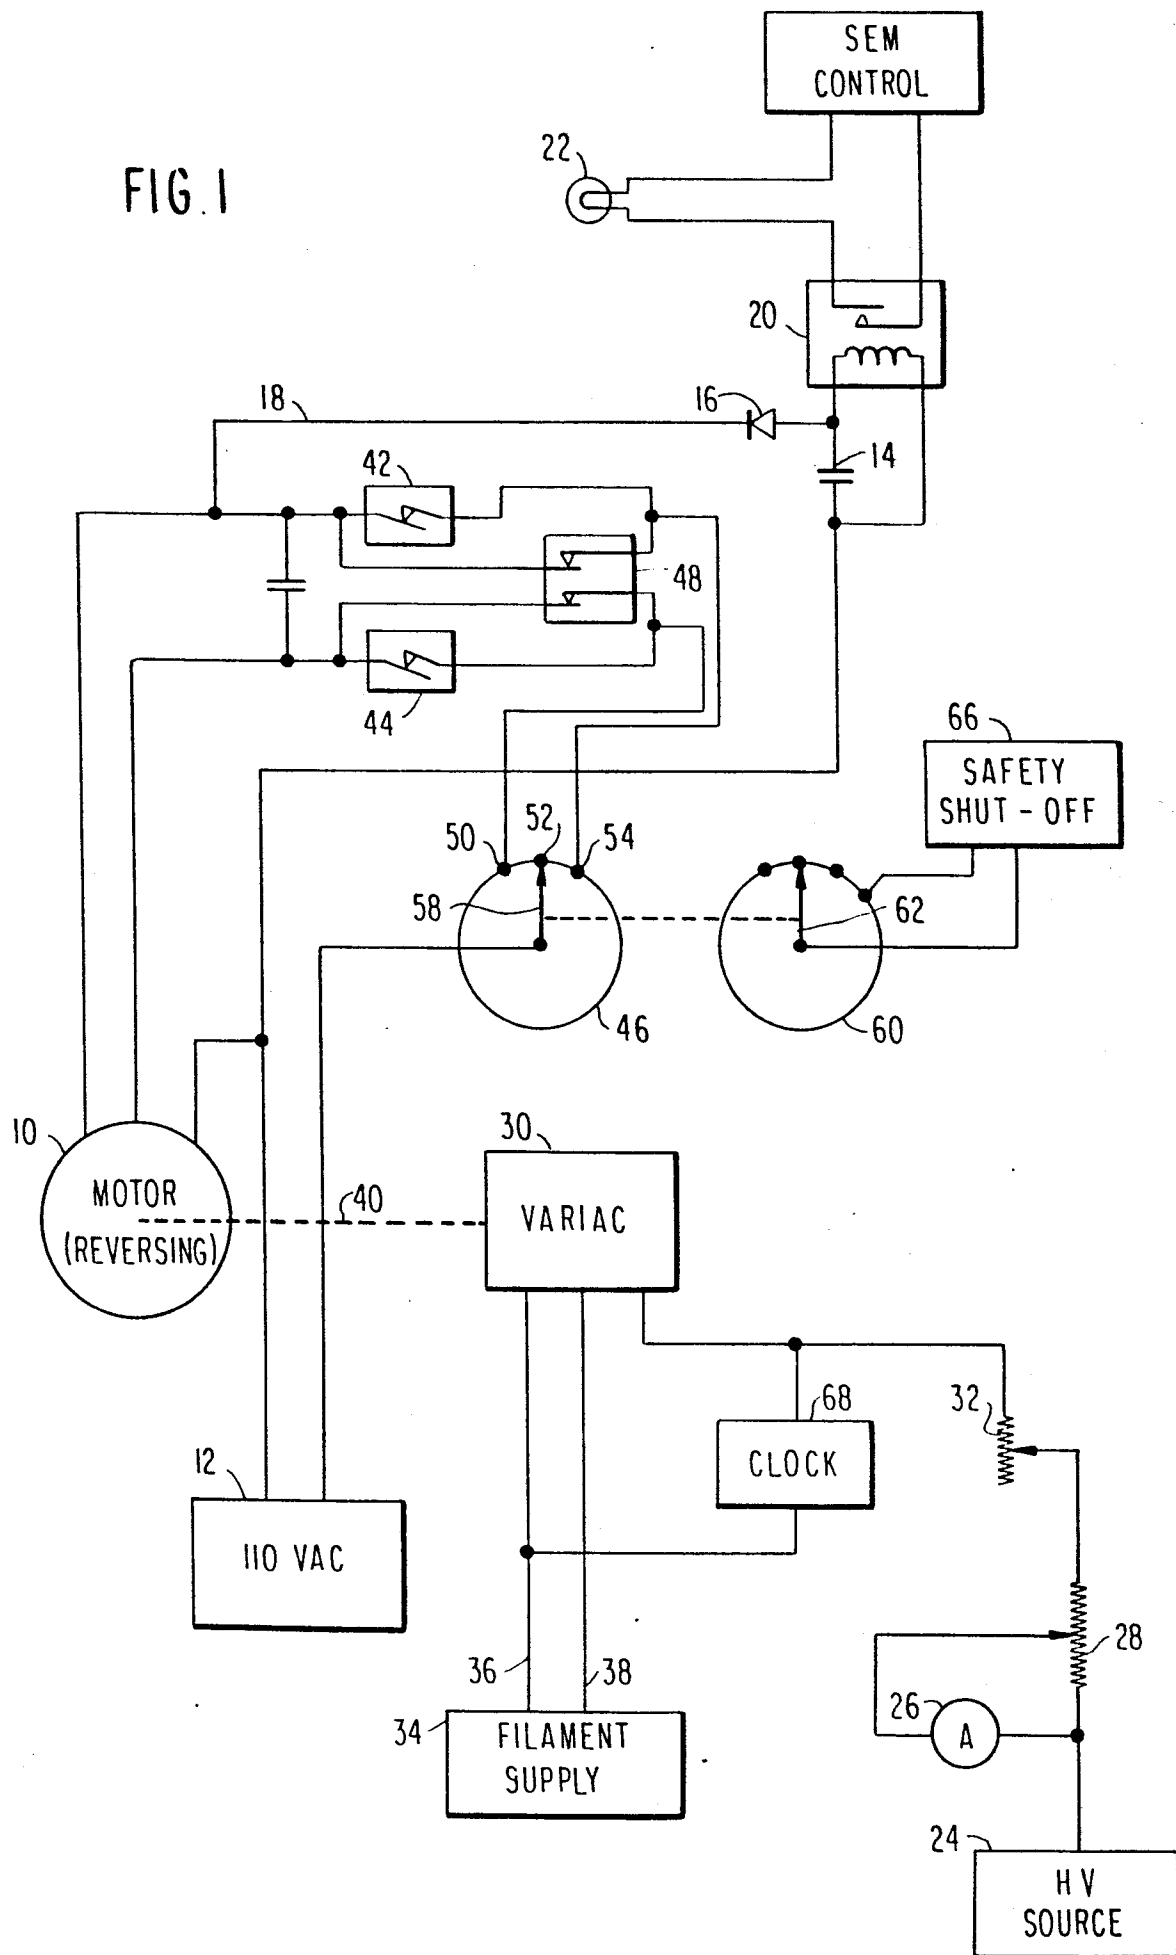 SEM
CONTROL
FIG. 1
22
20
18
16
14
42
48
44
66
SAFETY
SHUT-OFF
50
52
54
58
62
46
60
10
MOTOR
(REVERSING)
40
30
VARIAC
68
CLOCK
32
12
110 VAC
28
36
38
26
A
34
FILAMENT
SUPPLY
24
HV
SOURCE